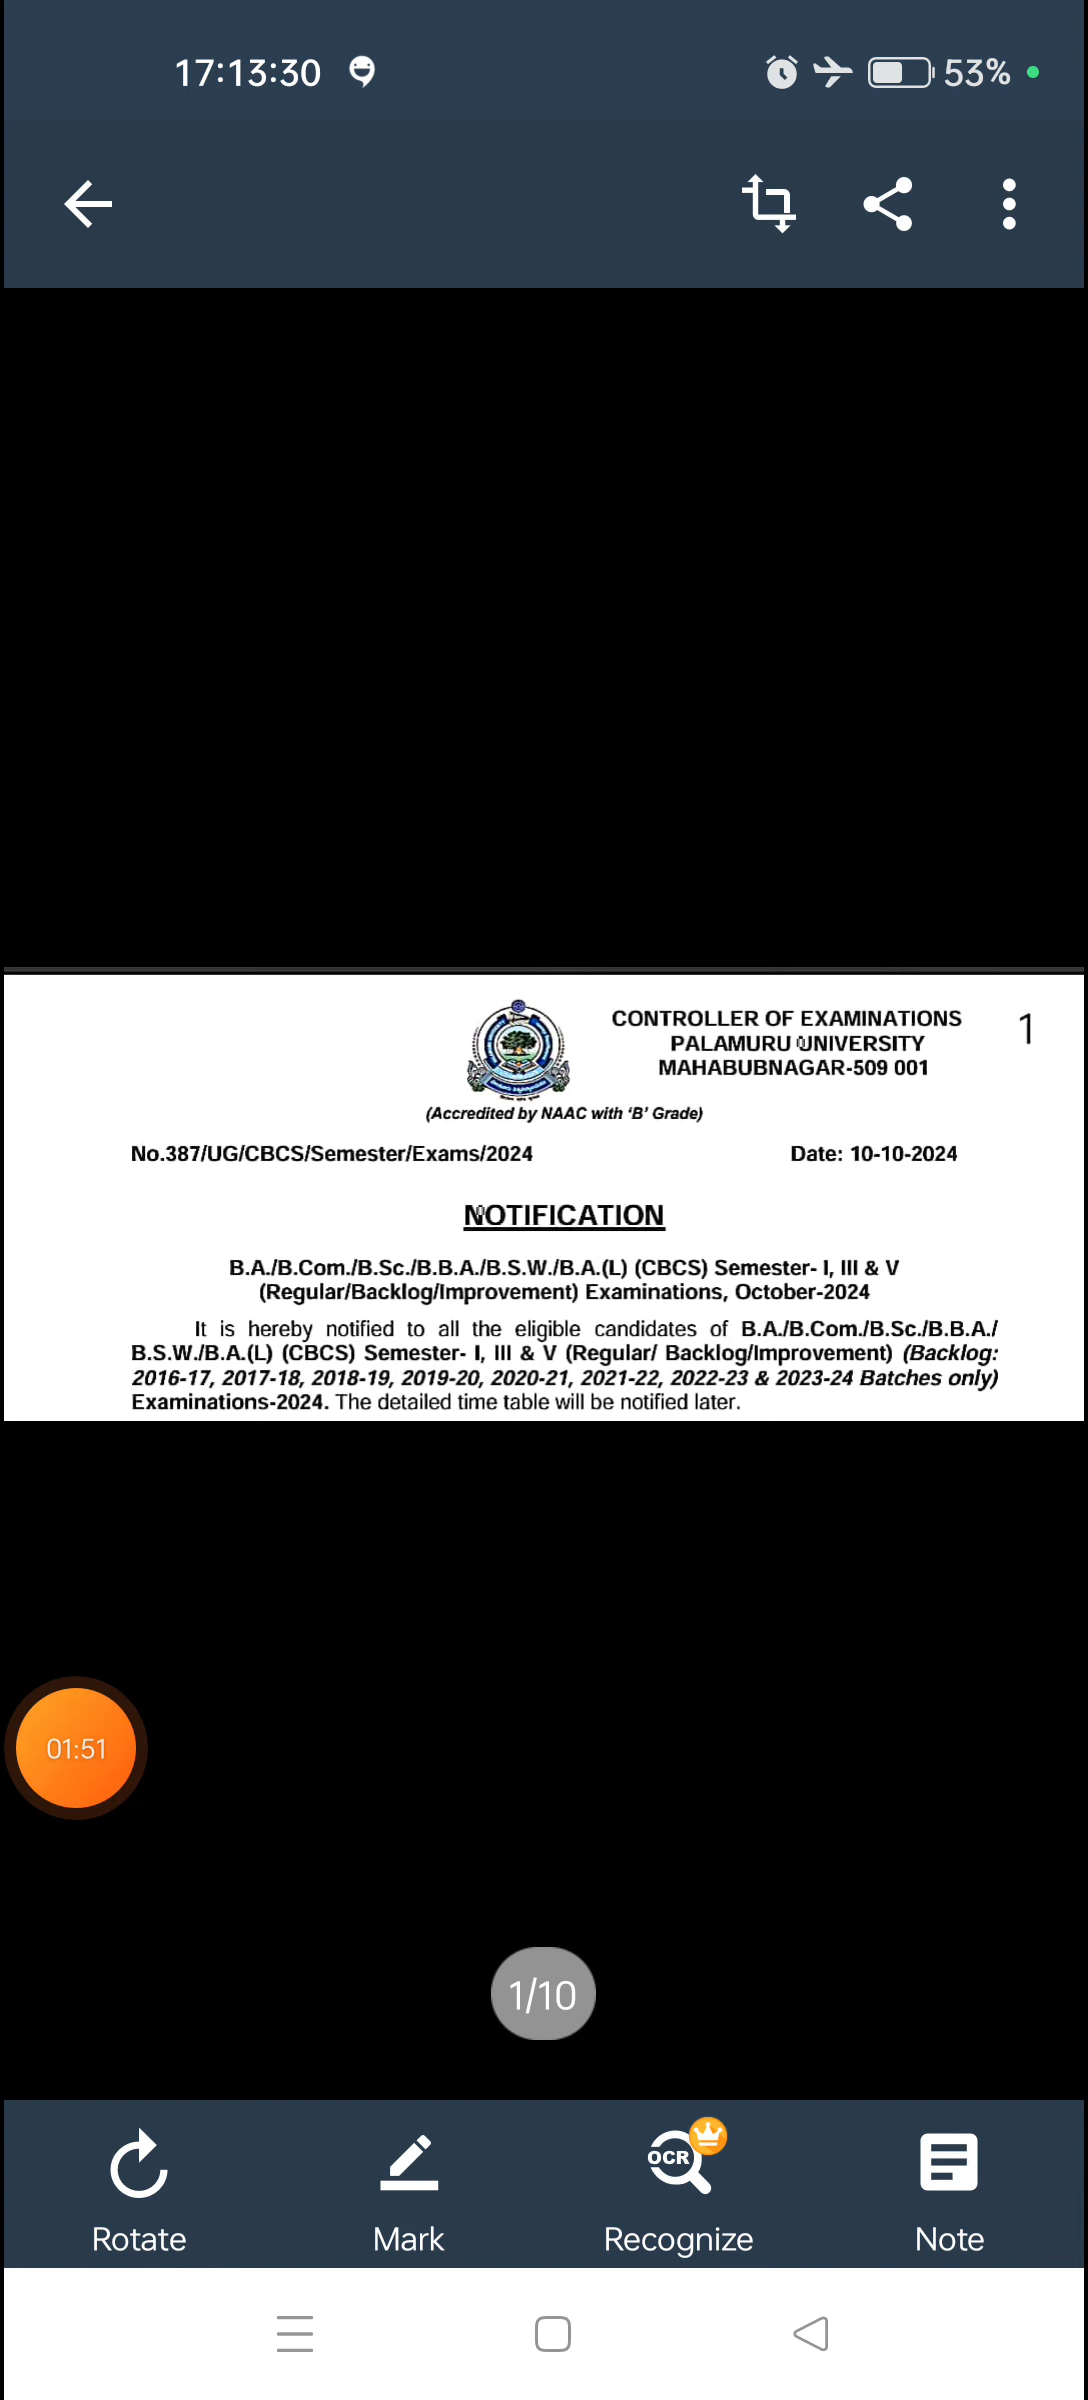 17:13:30
53%
CONTROLLER OF EXAMINATIONS
1
PALAMURU UNIVERSITY
MAHABUBNAGAR-509 001
(Accredited by NAAC with ‘B’ Grade)
No.387/UG/CBCS/Semester/Exams/2024 Date: 10-10-2024
NOTIFICATION
B.A./B.Com./B.Sc./B.B.A./B.S.W./B.A.(L) (CBCS) Semester- I, III & V
(Regular/Backlog/Improvement) Examinations, October-2024
It is hereby notified to all the eligible candidates of B.A./B.Com./B.Sc./B.B.A./
B.S.W./B.A.(L) (CBCS) Semester- I, III & V (Regular/ Backlog/Improvement) (Backlog:
2016-17, 2017-18, 2018-19, 2019-20, 2020-21, 2021-22, 2022-23 & 2023-24 Batches only)
Examinations-2024. The detailed time table will be notified later.
01:51
1/10
OCR
Rotate Mark Recognize Note